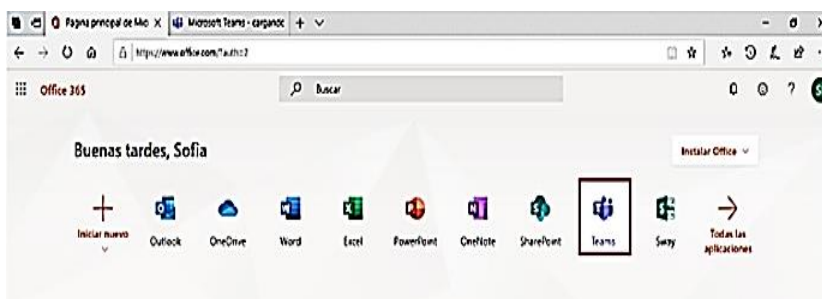 Página principal de Mic
Microsoft Teams - cargando
https://www.office.com/?auth=2
Office 365
Buscar
Buenas tardes, Sofia
Instalar Office
Iniciar nuevo
Outlook
OneDrive
Word
Excel
PowerPoint
OneNote
SharePoint
Teams
Sway
Todas las
aplicaciones